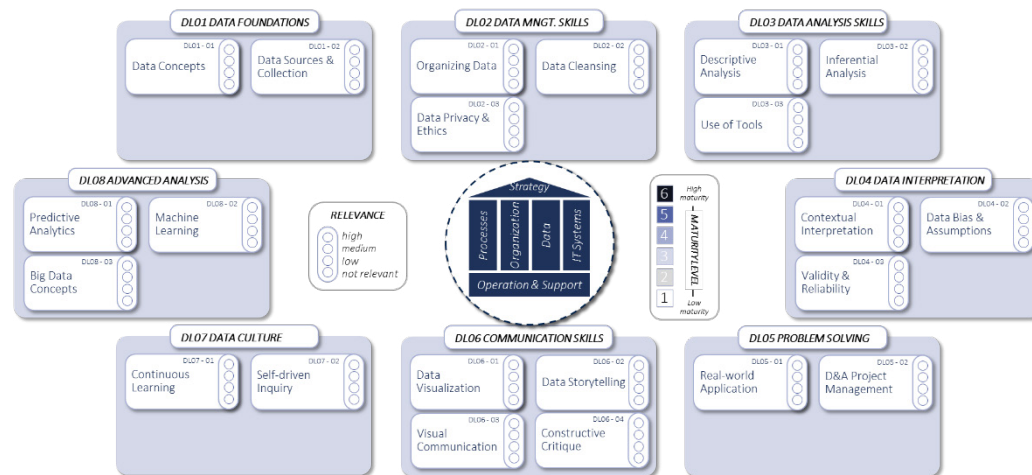 DL01 DATA FOUNDATIONS
DL01 - 01
Data Concepts
DL01 - 02
Data Sources &
Collection
DL02 DATA MNGT. SKILLS
DL02 - 01
Organizing Data
DL02 - 02
Data Cleansing
DL02 - 03
Data Privacy &
Ethics
DL03 DATA ANALYSIS SKILLS
DL03 - 01
Descriptive
Analysis
DL03 - 02
Inferential
Analysis
DL03 - 03
Use of Tools
DL08 ADVANCED ANALYSIS
DL08 - 01
Predictive
Analytics
DL08 - 02
Machine
Learning
DL08 - 03
Big Data
Concepts
RELEVANCE
high
medium
low
not relevant
Strategy
Processes
Organization
Data
IT Systems
Operation & Support
6
5
4
3
2
1
High
maturity
MATURITY LEVEL
Low
maturity
DL04 DATA INTERPRETATION
DL04 - 01
Contextual
Interpretation
DL04 - 02
Data Bias &
Assumptions
DL04 - 03
Validity &
Reliability
DL07 DATA CULTURE
DL07 - 01
Continuous
Learning
DL07 - 02
Self-driven
Inquiry
DL06 COMMUNICATION SKILLS
DL06 - 01
Data
Visualization
DL06 - 02
Data Storytelling
DL06 - 03
Visual
Communication
DL06 - 04
Constructive
Critique
DL05 PROBLEM SOLVING
DL05 - 01
Real-world
Application
DL05 - 02
D&A Project
Management